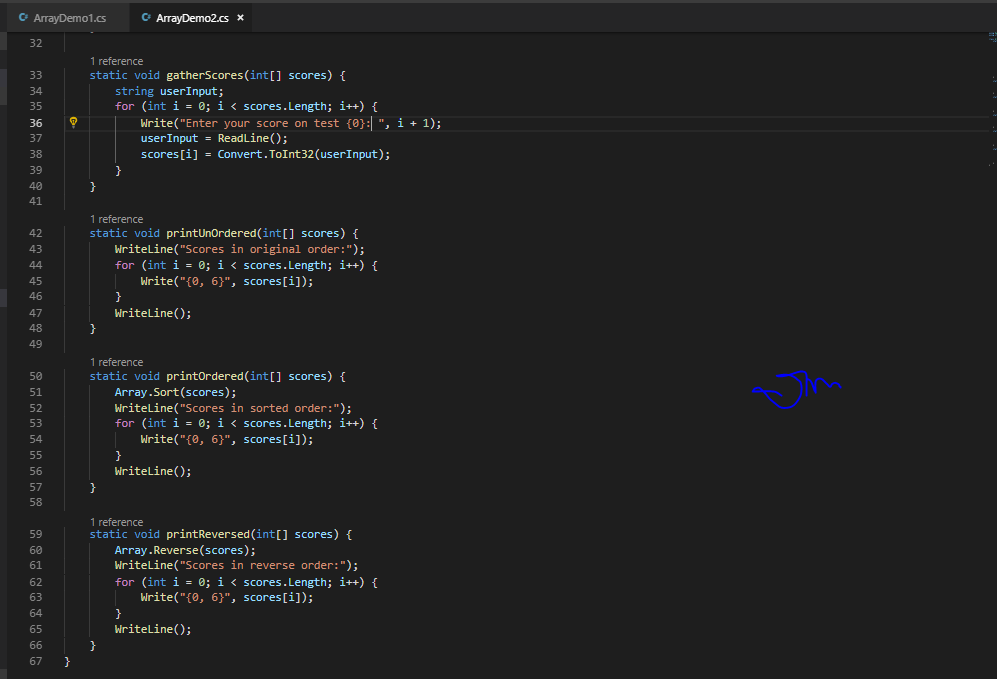 ArrayDemo1.cs ArrayDemo2.cs ×
32
1 reference
33 static void gatherScores(int[] scores) {
34 string userInput;
35 for (int i = 0; i < scores.Length; i++) {
36 Write("Enter your score on test {0}: ", i + 1);
37 userInput = ReadLine();
38 scores[i] = Convert.ToInt32(userInput);
39 }
40 }
41
1 reference
42 static void printUnOrdered(int[] scores) {
43 WriteLine("Scores in original order:");
44 for (int i = 0; i < scores.Length; i++) {
45 Write("{0, 6}", scores[i]);
46 }
47 WriteLine();
48 }
49
1 reference
50 static void printOrdered(int[] scores) {
51 Array.Sort(scores);
52 WriteLine("Scores in sorted order:");
53 for (int i = 0; i < scores.Length; i++) {
54 Write("{0, 6}", scores[i]);
55 }
56 WriteLine();
57 }
58
1 reference
59 static void printReversed(int[] scores) {
60 Array.Reverse(scores);
61 WriteLine("Scores in reverse order:");
62 for (int i = 0; i < scores.Length; i++) {
63 Write("{0, 6}", scores[i]);
64 }
65 WriteLine();
66 }
67 }